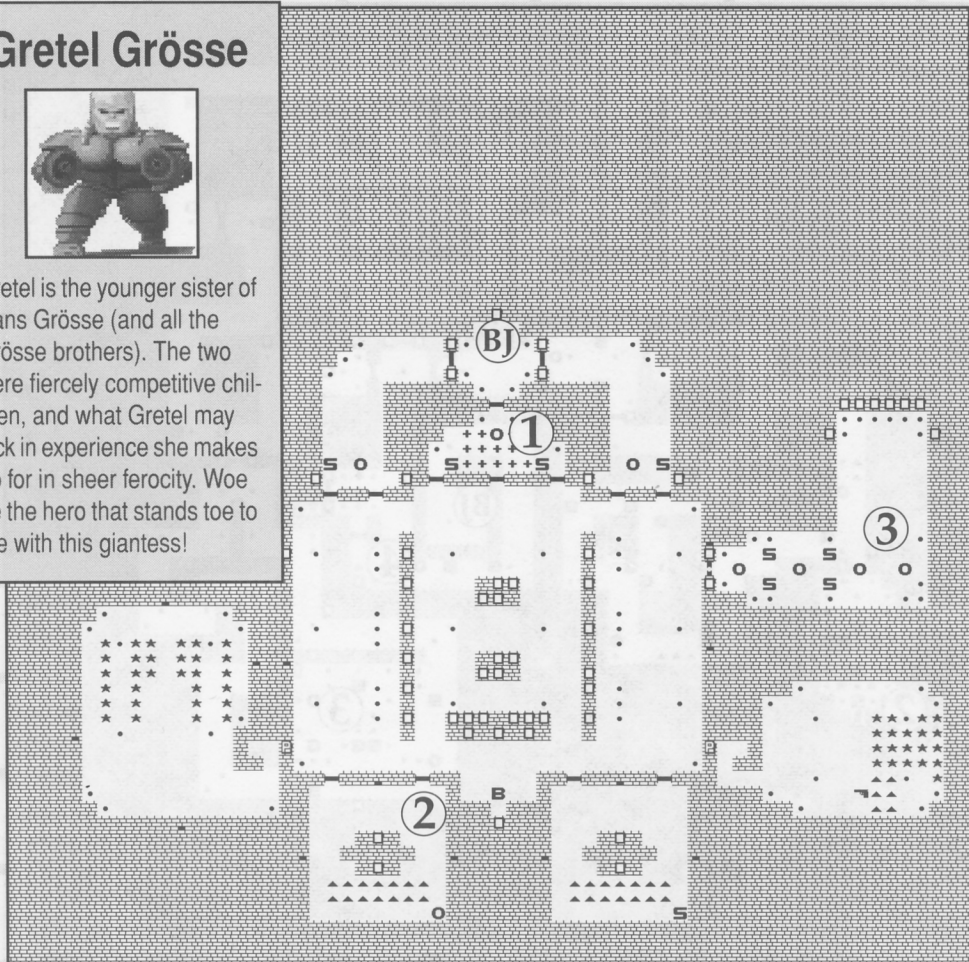 Gretel Grösse
retel is the younger sister of
ans Grösse (and all the
rösse brothers). The two
ere fiercely competitive chil-
en, and what Gretel may
ck in experience she makes
o for in sheer ferocity. Woe
e the hero that stands toe to
e with this giantess!
BJ
O 1
S O S S O S
3
S S
O O O O
S S
B
2
O S